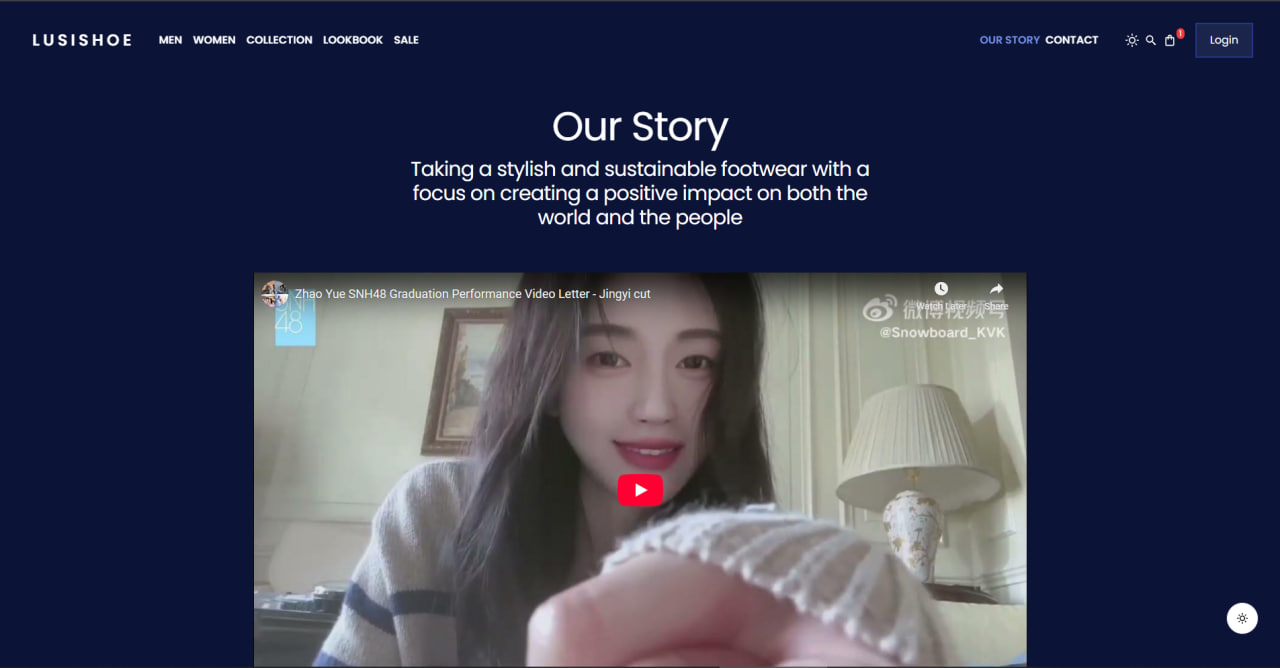 LUSISHOE
MEN WOMEN COLLECTION LOOKBOOK SALE
OUR STORY CONTACT
1
Login
Our Story
Taking a stylish and sustainable footwear with a
focus on creating a positive impact on both the
world and the people
Zhao Yue SNH48 Graduation Performance Video Letter - Jingyi cut
Watch Later
Share
SNH
48
微博视频号
@Snowboard_KVK